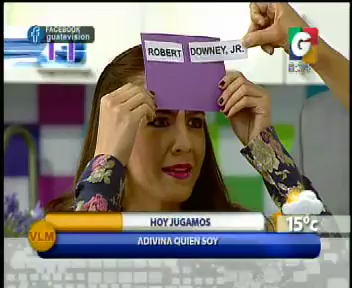 FACEBOOK
guatevision
ROBERT DOWNEY, JR.
G
HOY JUGAMOS
15°C
VLM
ADIVINA QUIEN SOY